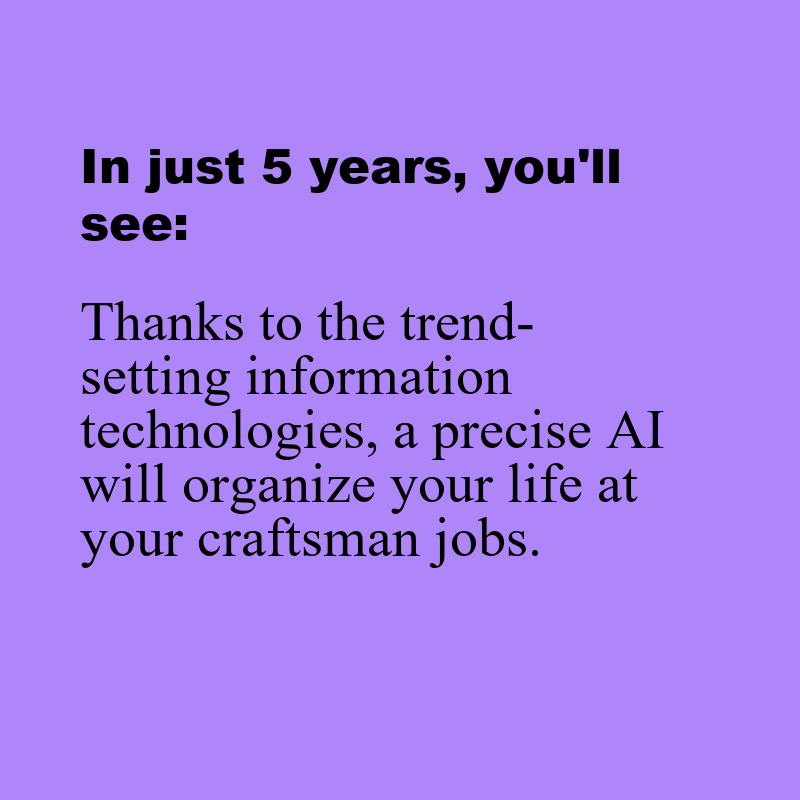 In just 5 years, you'll
see:
Thanks to the trend-
setting information
technologies, a precise AI
will organize your life at
your craftsman jobs.